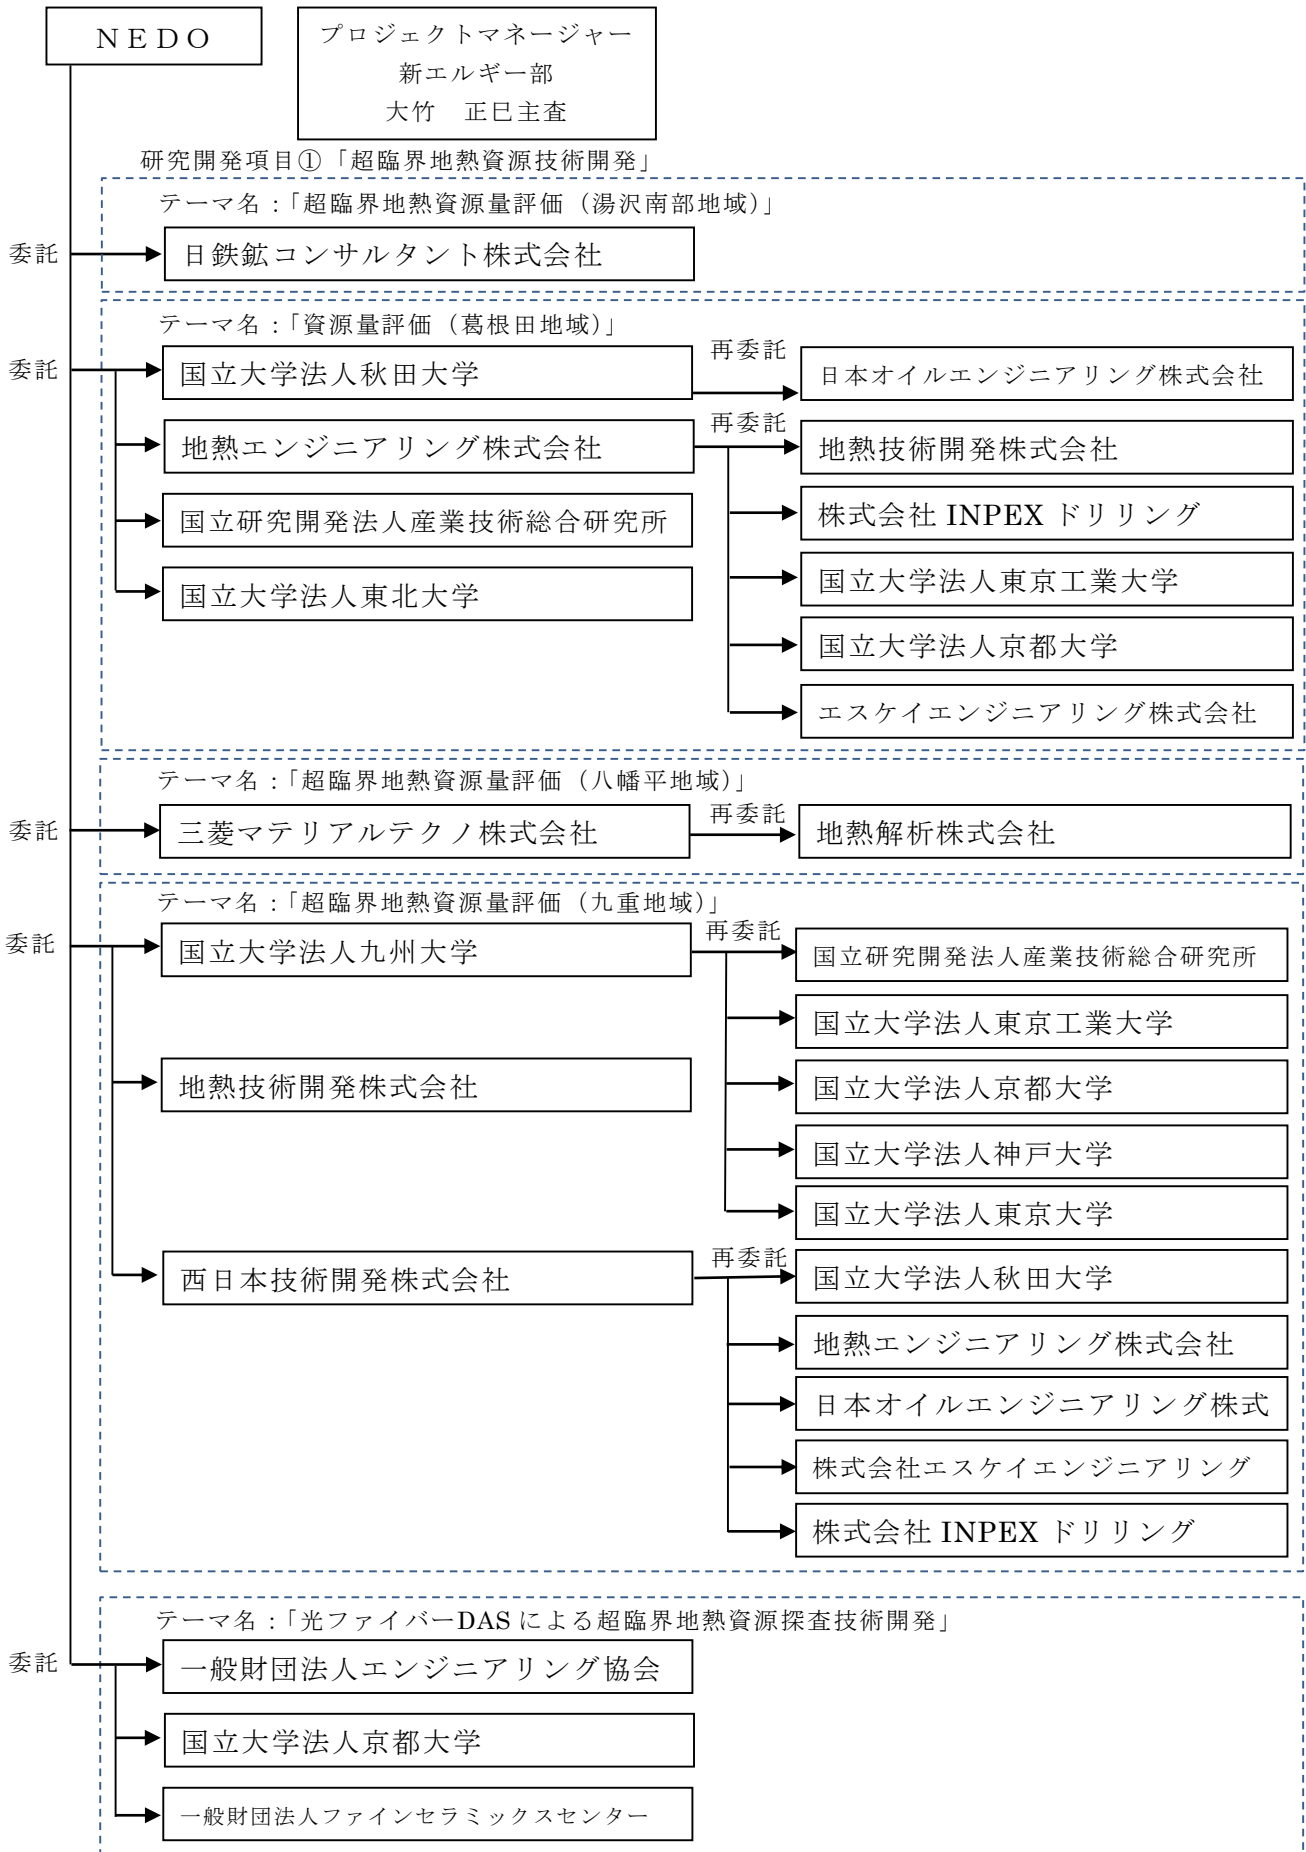 NEDO
プロジェクトマネージャー
新エルギー部
大竹　正巳主査
研究開発項目①「超臨界地熱資源技術開発」
テーマ名：「超臨界地熱資源量評価（湯沢南部地域）」
委託
日鉄鉱コンサルタント株式会社
テーマ名：「資源量評価（葛根田地域）」
委託
国立大学法人秋田大学
再委託
日本オイルエンジニアリング株式会社
地熱エンジニアリング株式会社
再委託
地熱技術開発株式会社
国立研究開発法人産業技術総合研究所
株式会社 INPEX ドリリング
国立大学法人東北大学
国立大学法人東京工業大学
国立大学法人京都大学
エスケイエンジニアリング株式会社
テーマ名：「超臨界地熱資源量評価（八幡平地域）」
委託
三菱マテリアルテクノ株式会社
再委託
地熱解析株式会社
テーマ名：「超臨界地熱資源量評価（九重地域）」
委託
国立大学法人九州大学
再委託
国立研究開発法人産業技術総合研究所
国立大学法人東京工業大学
地熱技術開発株式会社
国立大学法人京都大学
国立大学法人神戸大学
国立大学法人東京大学
西日本技術開発株式会社
再委託
国立大学法人秋田大学
地熱エンジニアリング株式会社
日本オイルエンジニアリング株式
株式会社エスケイエンジニアリング
株式会社 INPEX ドリリング
テーマ名：「光ファイバーDAS による超臨界地熱資源探査技術開発」
委託
一般財団法人エンジニアリング協会
国立大学法人京都大学
一般財団法人ファインセラミックスセンター